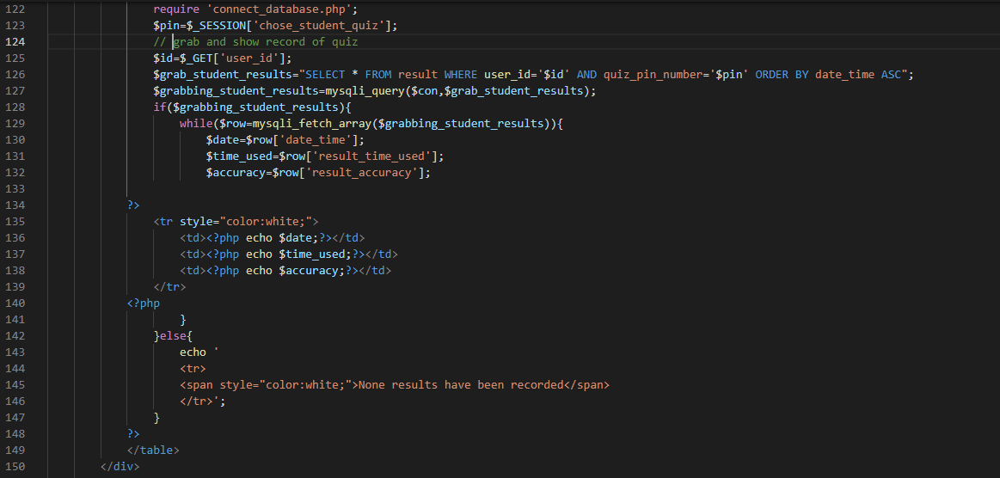 122 require 'connect_database.php';
123 $pin=$_SESSION['chose_student_quiz'];
124 // grab and show record of quiz
125 $id=$_GET['user_id'];
126 $grab_student_results="SELECT * FROM result WHERE user_id='$id' AND quiz_pin_number='$pin' ORDER BY date_time ASC";
127 $grabbing_student_results=mysqli_query($con,$grab_student_results);
128 if($grabbing_student_results){
129 while($row=mysqli_fetch_array($grabbing_student_results)){
130 $date=$row['date_time'];
131 $time_used=$row['result_time_used'];
132 $accuracy=$row['result_accuracy'];
133
134 ?>
135 <tr style="color:white;">
136 <td><?php echo $date;?></td>
137 <td><?php echo $time_used;?></td>
138 <td><?php echo $accuracy;?></td>
139 </tr>
140 <?php
141 }
142 }else{
143 echo '
144 <tr>
145 <span style="color:white;">None results have been recorded</span>
146 </tr>';
147 }
148 ?>
149 </table>
150 </div>